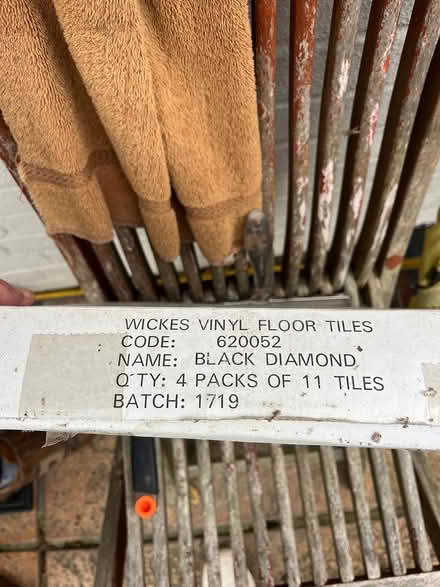 WICKES VINYL FLOOR TILES
CODE: 620052
NAME: BLACK DIAMOND
Q'TY: 4 PACKS OF 11 TILES
BATCH: 1719